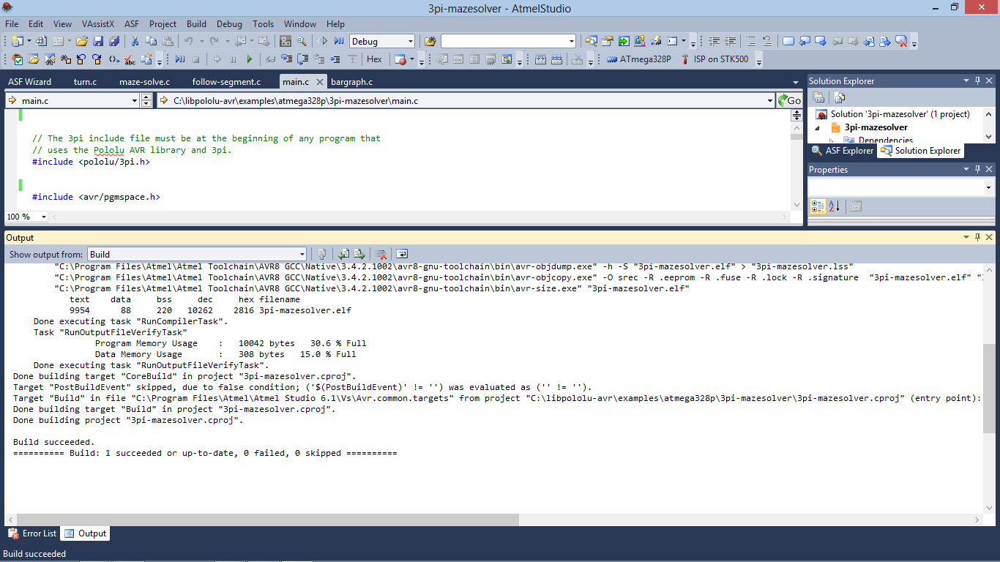 3pi-mazesolver - AtmelStudio
File Edit View VAssistX ASF Project Build Debug Tools Window Help
Debug
Hex
ATmega328P ISP on STK500
ASF Wizard turn.c maze-solve.c follow-segment.c main.c bargraph.c
main.c
C:\libpololu-avr\examples\atmega328p\3pi-mazesolver\main.c
Go
// The 3pi include file must be at the beginning of any program that
// uses the Pololu AVR library and 3pi.
#include <pololu/3pi.h>
#include <avr/pgmspace.h>
100 %
Solution Explorer
Solution '3pi-mazesolver' (1 project)
3pi-mazesolver
Dependencies
ASF Explorer Solution Explorer
Properties
Output
Show output from: Build
"C:\Program Files\Atmel\Atmel Toolchain\AVR8 GCC\Native\3.4.2.1002\avr8-gnu-toolchain\bin\avr-objdump.exe" -h -S "3pi-mazesolver.elf" > "3pi-mazesolver.lss"
"C:\Program Files\Atmel\Atmel Toolchain\AVR8 GCC\Native\3.4.2.1002\avr8-gnu-toolchain\bin\avr-objcopy.exe" -O srec -R .eeprom -R .fuse -R .lock -R .signature "3pi-mazesolver.elf"
"C:\Program Files\Atmel\Atmel Toolchain\AVR8 GCC\Native\3.4.2.1002\avr8-gnu-toolchain\bin\avr-size.exe" "3pi-mazesolver.elf"
text data bss dec hex filename
9954 88 220 10262 2816 3pi-mazesolver.elf
Done executing task "RunCompilerTask".
Task "RunOutputFileVerifyTask"
Program Memory Usage : 10042 bytes 30.6 % Full
Data Memory Usage : 308 bytes 15.0 % Full
Done executing task "RunOutputFileVerifyTask".
Done building target "CoreBuild" in project "3pi-mazesolver.cproj".
Target "PostBuildEvent" skipped, due to false condition; ('$(PostBuildEvent)' != '') was evaluated as ('' != '').
Target "Build" in file "C:\Program Files\Atmel\Atmel Studio 6.1\Vs\Avr.common.targets" from project "C:\libpololu-avr\examples\atmega328p\3pi-mazesolver\3pi-mazesolver.cproj" (entry point):
Done building target "Build" in project "3pi-mazesolver.cproj".
Done building project "3pi-mazesolver.cproj".
Build succeeded.
========== Build: 1 succeeded or up-to-date, 0 failed, 0 skipped ==========
Error List Output
Build succeeded